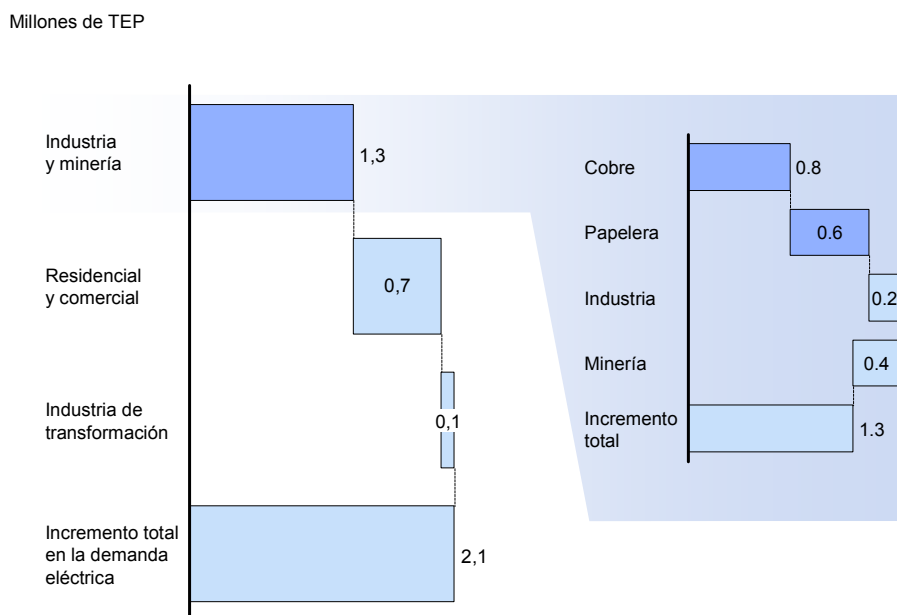 Millones de TEP
Industria
y minería
1,3
Residencial
y comercial
0,7
Industria de
transformación
0,1
Incremento total
en la demanda
eléctrica
2,1
Cobre
0.8
Papelera
0.6
Industria
0.2
Minería
0.4
Incremento
total
1.3